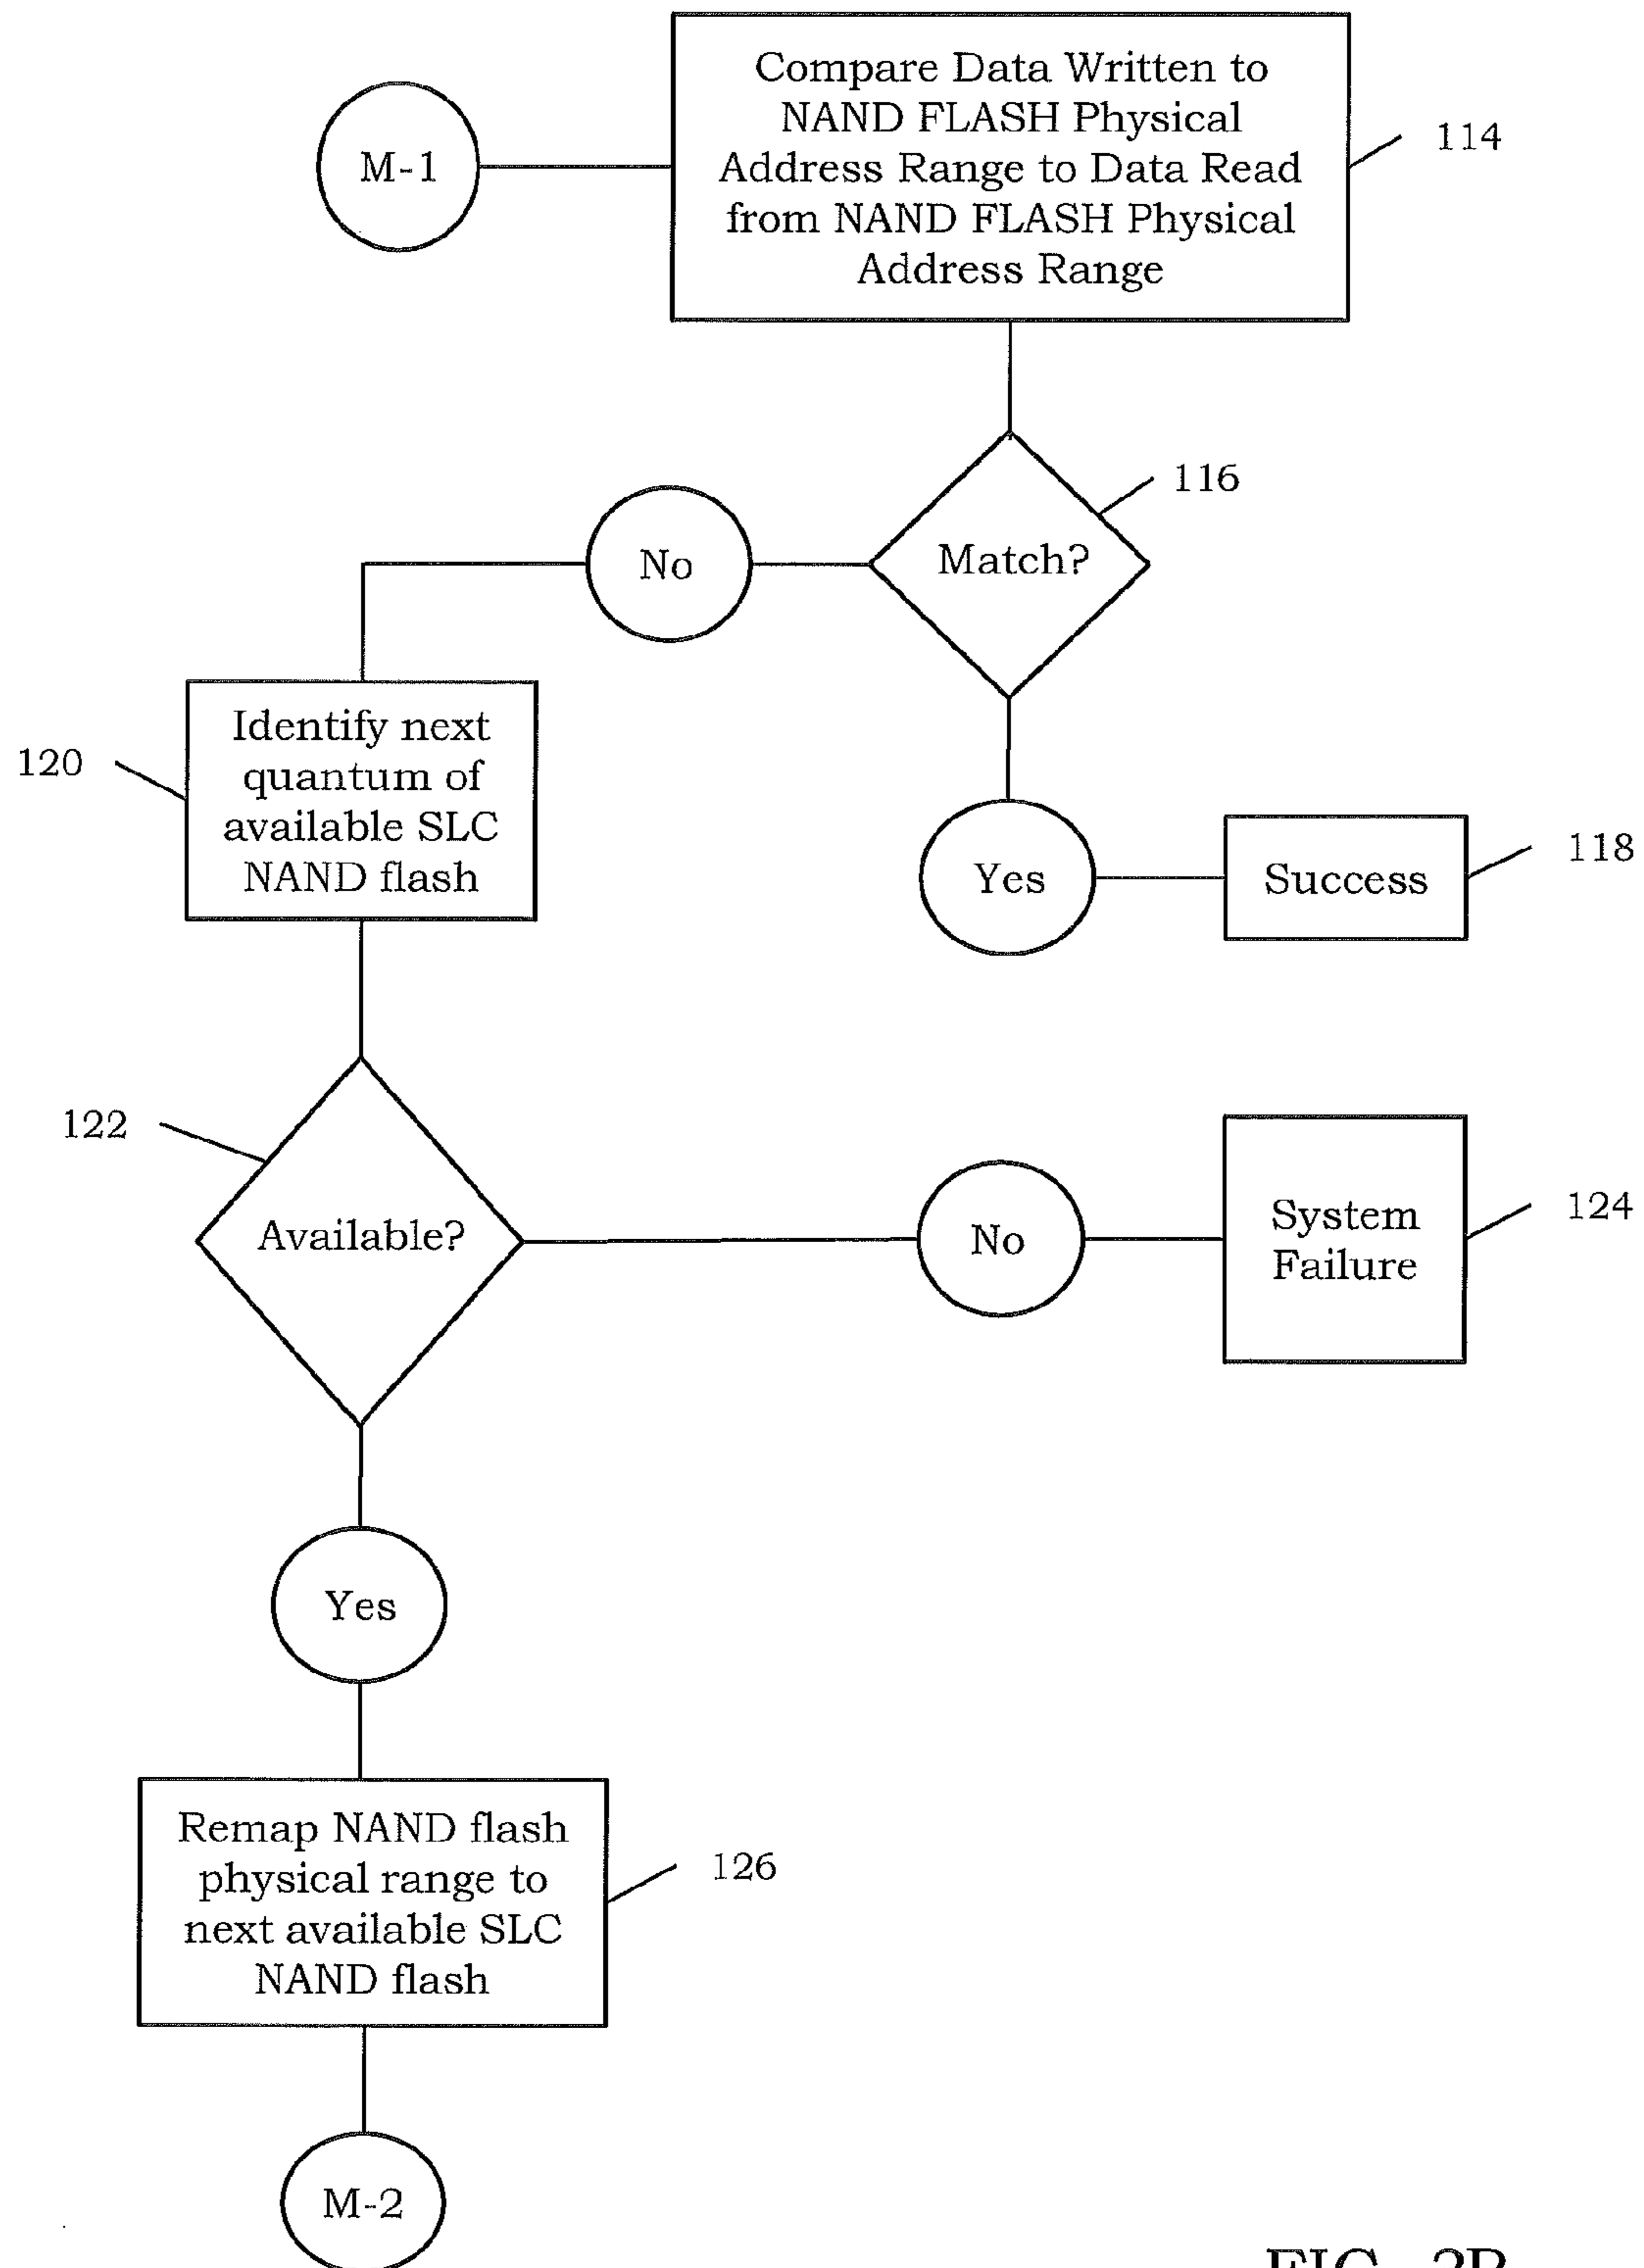 Compare Data Written to
NAND FLASH Physical
Address Range to Data Read
from NAND FLASH Physical
Address Range
M-1
114
116
Match?
No
Identify next
quantum of
available SLC
NAND flash
120
Yes
Success
118
122
Available?
No
System
Failure
124
Yes
Remap NAND flash
physical range to
next available SLC
NAND flash
126
M-2